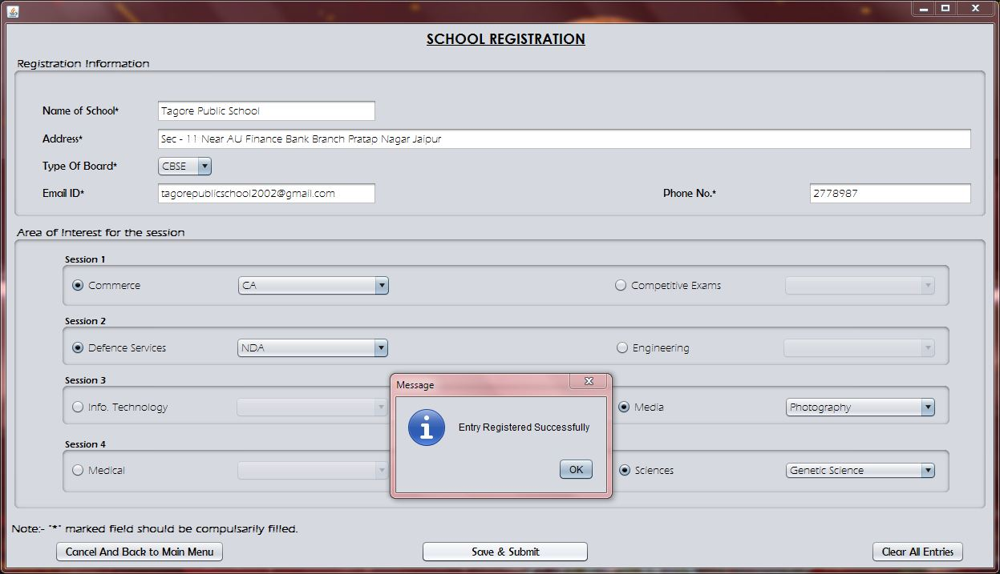 SCHOOL REGISTRATION
Registration Information
Name of School* Tagore Public School
Address* Sec - 11 Near AU Finance Bank Branch Pratap Nagar Jaipur
Type Of Board* CBSE
Email ID* tagorepublicschool2002@gmail.com Phone No.* 2778987
Area of Interest for the session
Session 1
Commerce CA Competitive Exams
Session 2
Defence Services NDA Engineering
Session 3
Info. Technology Media Photography
Message
Entry Registered Successfully
OK
Session 4
Medical Sciences Genetic Science
Note:- "*" marked field should be compulsarily filled.
Cancel And Back to Main Menu Save & Submit Clear All Entries